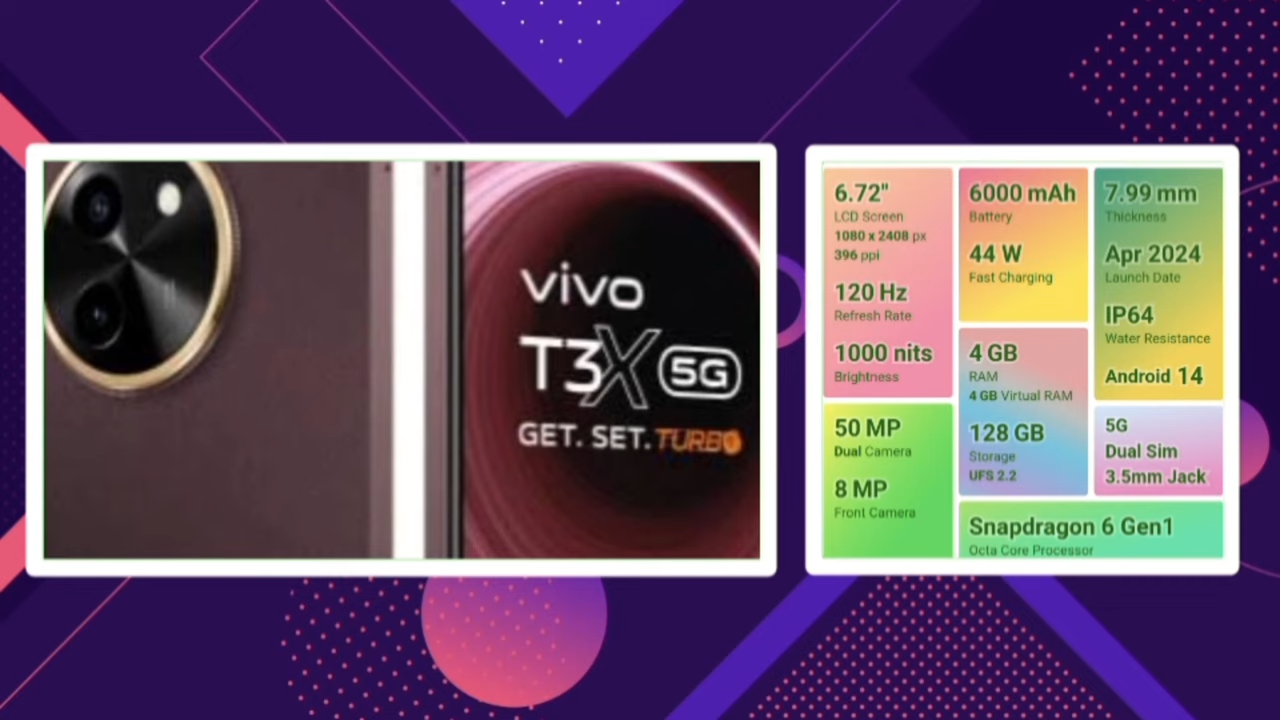 vivo
T3X 5G
GET. SET. TURBO
6.72"
LCD Screen
1080 x 2408 px
396 ppi
120 Hz
Refresh Rate
1000 nits
Brightness
50 MP
Dual Camera
8 MP
Front Camera
6000 mAh
Battery
44 W
Fast Charging
4 GB
RAM
4 GB Virtual RAM
128 GB
Storage
UFS 2.2
7.99 mm
Thickness
Apr 2024
Launch Date
IP64
Water Resistance
Android 14
5G
Dual Sim
3.5mm Jack
Snapdragon 6 Gen1
Octa Core Processor